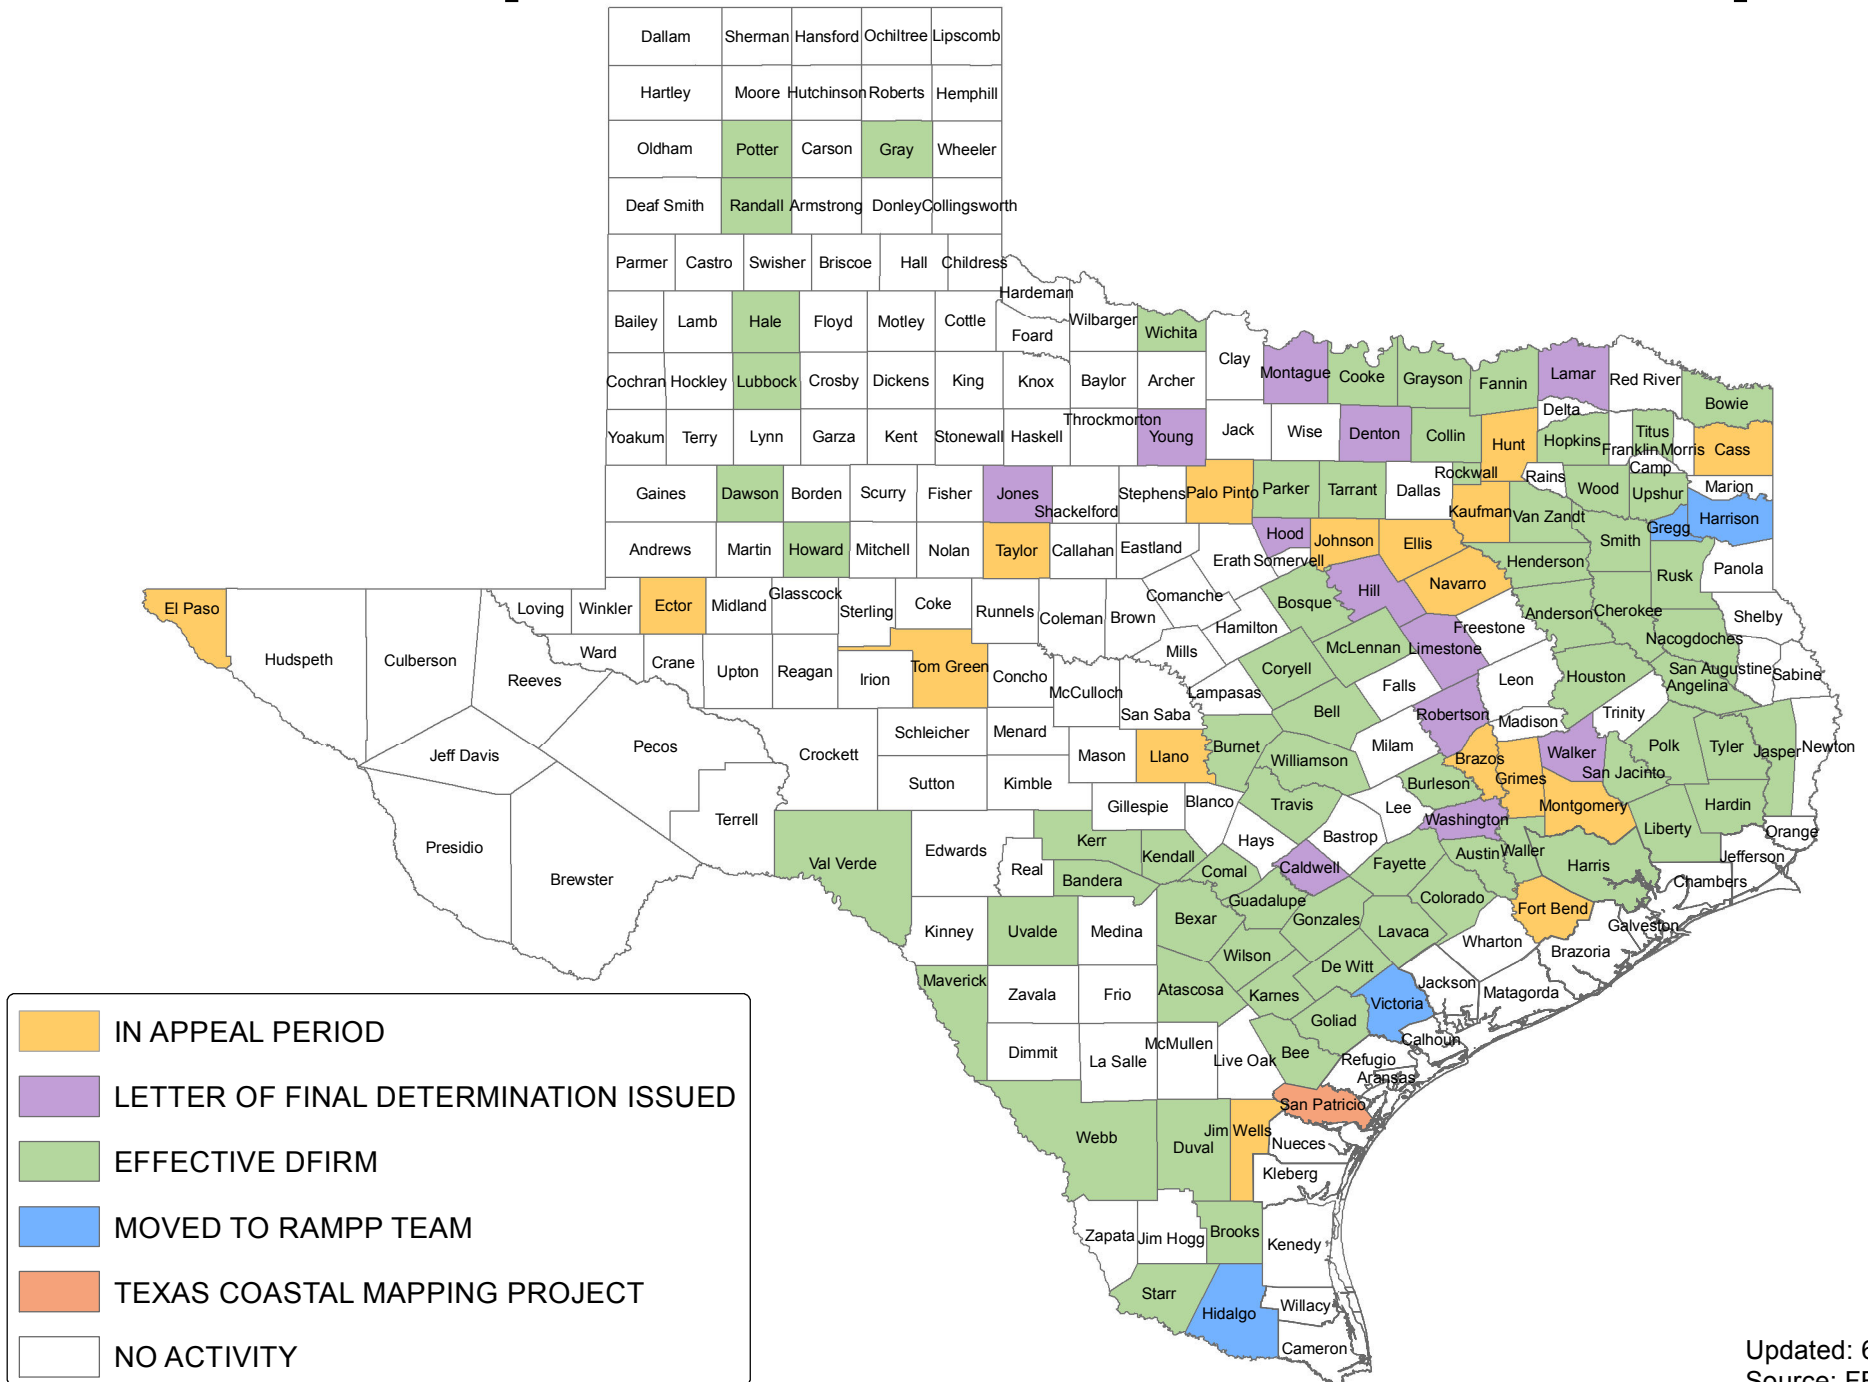 Dallam Sherman Hansford Ochiltree Lipscomb
Hartley Moore Hutchinson Roberts Hemphill
Oldham Potter Carson Gray Wheeler
Deaf Smith Randall Armstrong Donley Collingsworth
Parmer Castro Swisher Briscoe Hall Childress
Hardeman
Bailey Lamb Hale Floyd Motley Cottle Foard Wilbarger Wichita
Clay Montague Cooke Grayson Fannin Lamar Red River Bowie
Cochran Hockley Lubbock Crosby Dickens King Knox Baylor Archer
Delta
Throckmorton
Yoakum Terry Lynn Garza Kent Stonewall Haskell Young Jack Wise Denton Collin Hunt Hopkins Franklin Titus Morris Cass
Camp
Rockwall Rains
Gaines Dawson Borden Scurry Fisher Jones Shackelford Stephens Palo Pinto Parker Tarrant Dallas Kaufman Van Zandt Wood Upshur Marion
Gregg Harrison
Andrews Martin Howard Mitchell Nolan Taylor Callahan Eastland Erath Hood Somervell Johnson Ellis Henderson Smith Rusk Panola
El Paso Hudspeth Culberson Reeves Loving Winkler Ector Midland Glasscock Sterling Coke Runnels Coleman Brown Comanche Hamilton Bosque Hill Navarro Freestone Anderson Cherokee Shelby
Nacogdoches
Ward Crane Upton Reagan Irion Tom Green Concho McCulloch Mills Lampasas Coryell McLennan Limestone Falls Leon Houston San Augustine Sabine
Angelina
San Saba Bell Robertson Madison Trinity
Jeff Davis Pecos Crockett Schleicher Menard Mason Llano Burnet Williamson Milam Brazos Grimes Walker San Jacinto Polk Tyler Jasper Newton
Sutton Kimble Gillespie Blanco Travis Lee Burleson Washington Montgomery Liberty Hardin Orange
Presidio Brewster Terrell Val Verde Edwards Real Kerr Kendall Bandera Comal Hays Bastrop Caldwell Fayette Austin Waller Harris Jefferson
Chambers
Guadalupe Gonzales Colorado Fort Bend Galveston
Kinney Uvalde Medina Bexar Wilson Lavaca Wharton Brazoria
Maverick Zavala Frio Atascosa Karnes De Witt Victoria Jackson Matagorda
Goliad Calhoun
Dimmit La Salle McMullen Live Oak Bee Refugio
Aransas
San Patricio
Webb Duval Jim Wells Nueces
Kleberg
Zapata Jim Hogg Brooks Kenedy
Starr Hidalgo Willacy
Cameron
IN APPEAL PERIOD
LETTER OF FINAL DETERMINATION ISSUED
EFFECTIVE DFIRM
MOVED TO RAMPP TEAM
TEXAS COASTAL MAPPING PROJECT
NO ACTIVITY
Updated: 6
Source: